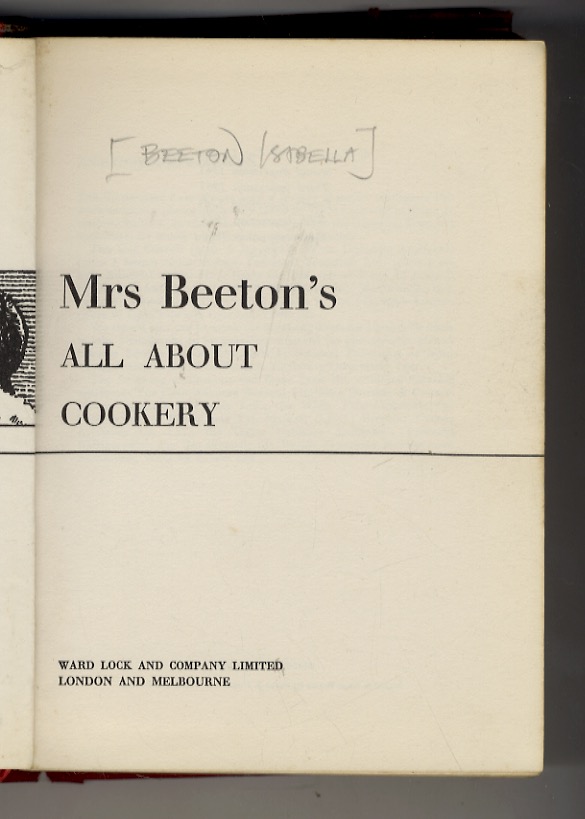 [BEETON ISABELLA]
Mrs Beeton's
ALL ABOUT
COOKERY
WARD LOCK AND COMPANY LIMITED
LONDON AND MELBOURNE